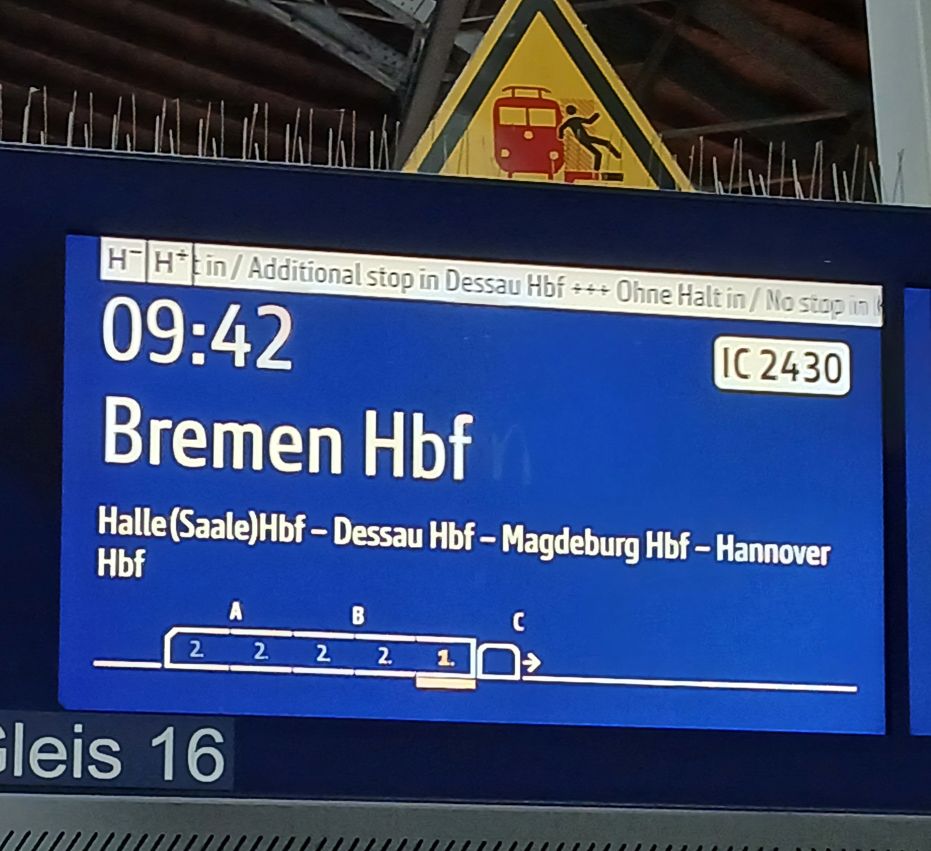 H- H+ t in / Additional stop in Dessau Hbf +++ Ohne Halt in / No stop in
09:42
IC 2430
Bremen Hbf
Halle(Saale)Hbf – Dessau Hbf – Magdeburg Hbf – Hannover
Hbf
A B C
2. 2. 2. 2. 1.
Gleis 16